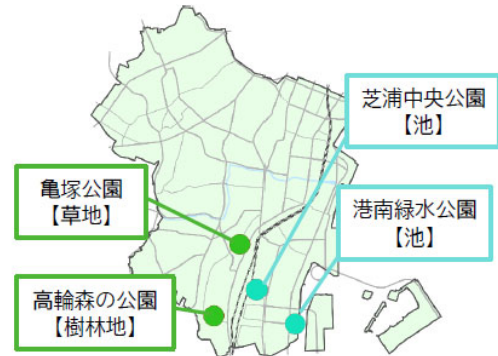 芝浦中央公園
【池】
亀塚公園
【草地】
港南緑水公園
【池】
高輪森の公園
【樹林地】